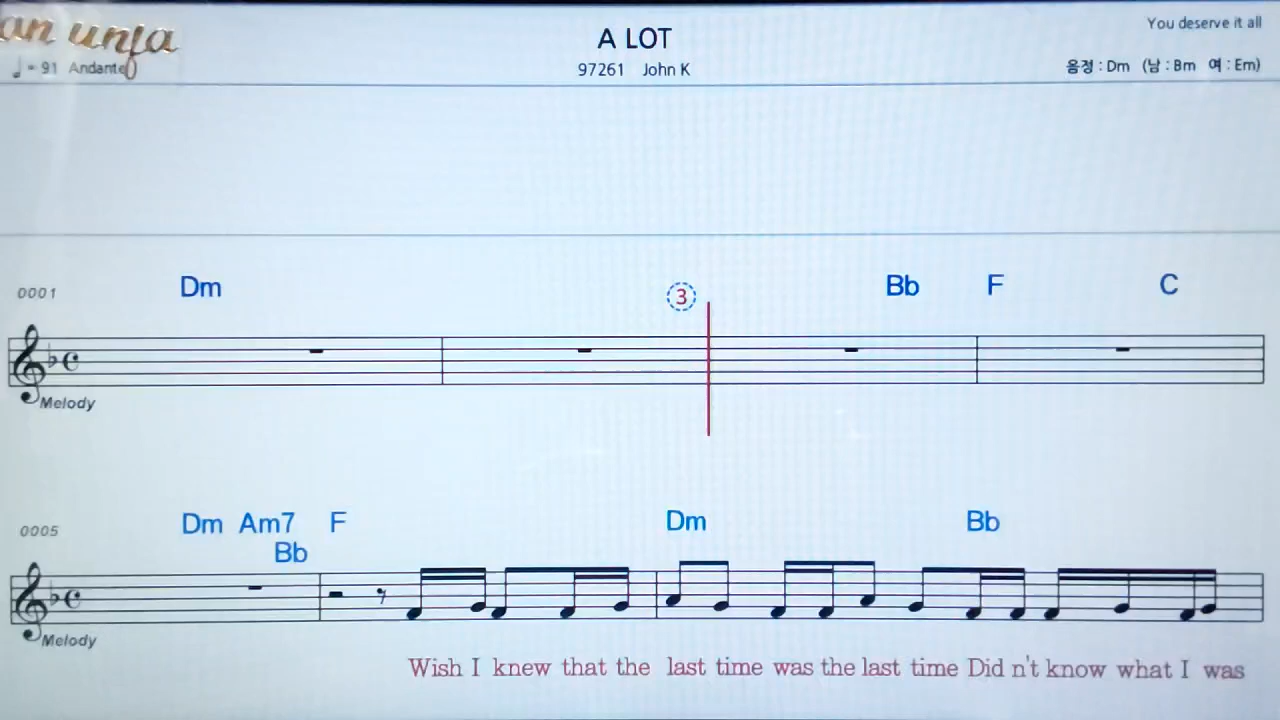 an unfa
You deserve it all
A LOT
♩ = 91 Andante
97261 John K
음정 : Dm (남 : Bm 여 : Em)
0001 Dm 3 Bb F C
Melody
0005 Dm Am7 F Dm Bb
Bb
Melody
Wish I knew that the last time was the last time Did n't know what I was